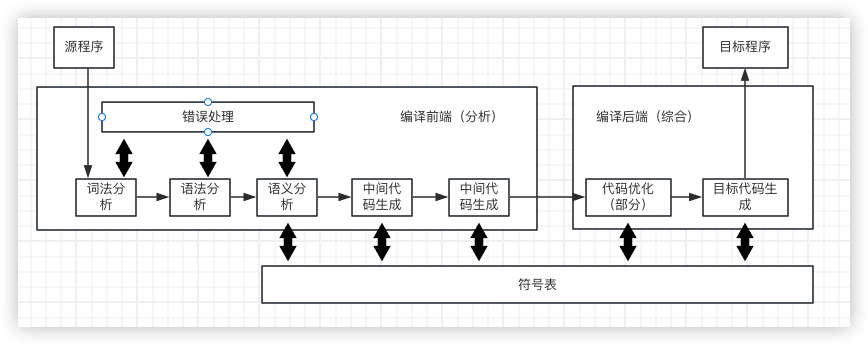 源程序
目标程序
错误处理
编译前端（分析）
编译后端（综合）
词法分
析
语法分
析
语义分
析
中间代
码生成
中间代
码生成
代码优化
（部分）
目标代码生
成
符号表